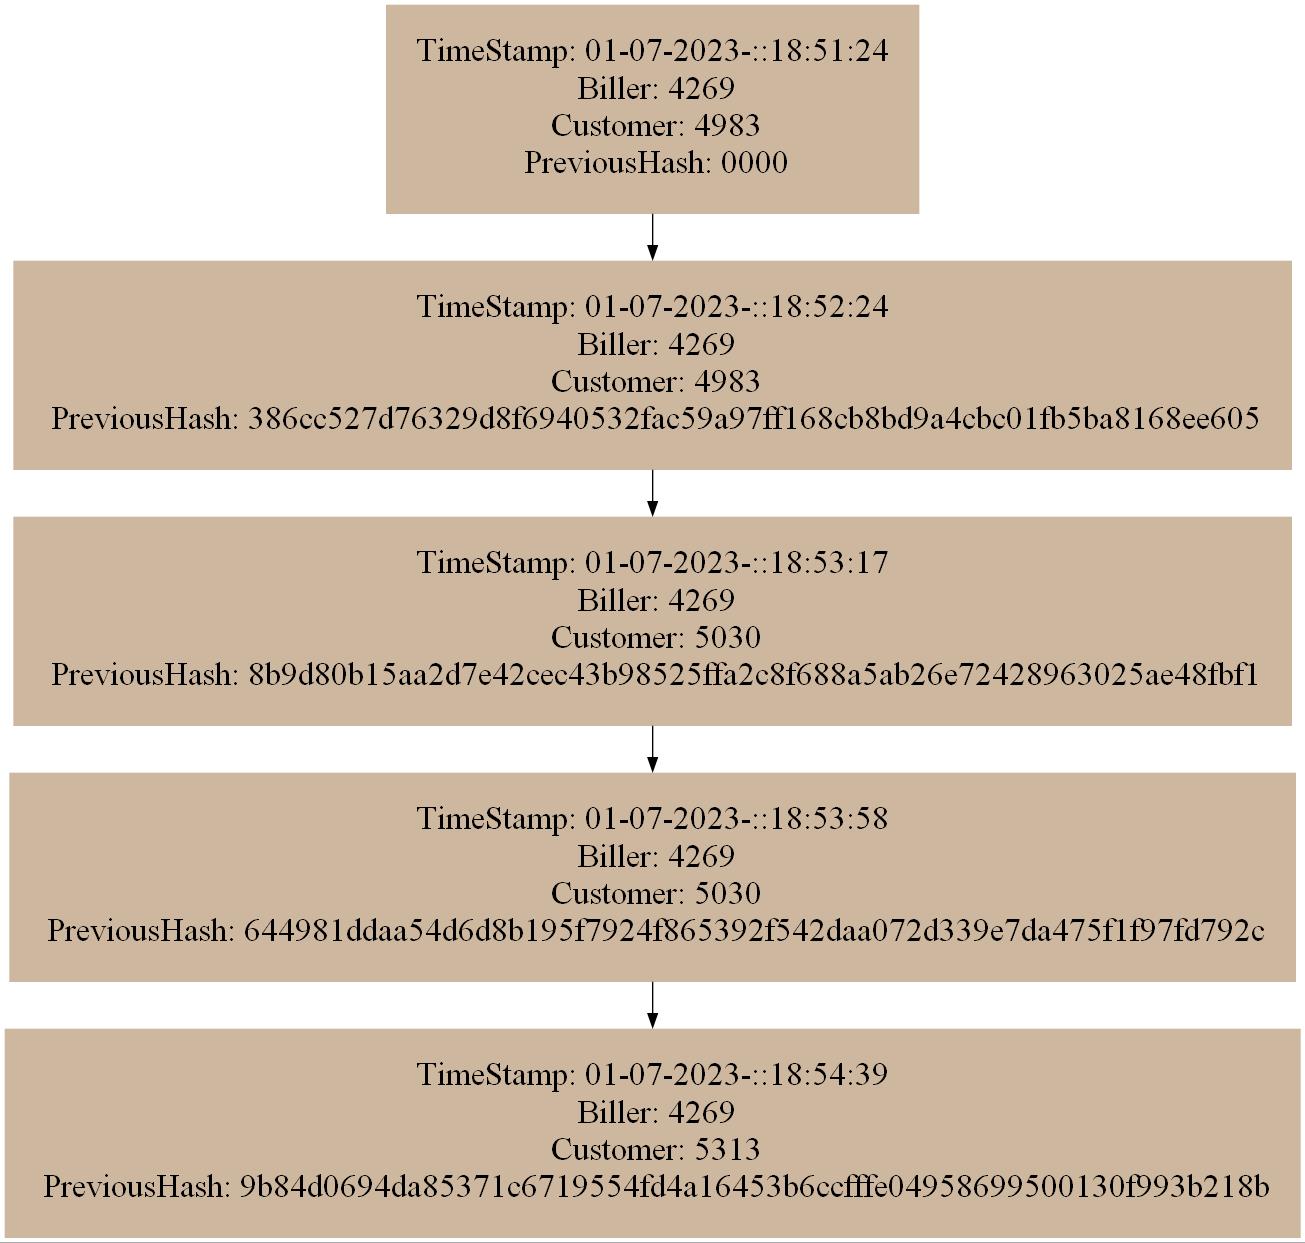 TimeStamp: 01-07-2023-::18:51:24
Biller: 4269
Customer: 4983
PreviousHash: 0000
TimeStamp: 01-07-2023-::18:52:24
Biller: 4269
Customer: 4983
PreviousHash: 386cc527d76329d8f6940532fac59a97ff168cb8bd9a4cbc01fb5ba8168ee605
TimeStamp: 01-07-2023-::18:53:17
Biller: 4269
Customer: 5030
PreviousHash: 8b9d80b15aa2d7e42cec43b98525ffa2c8f688a5ab26e72428963025ae48fbf1
TimeStamp: 01-07-2023-::18:53:58
Biller: 4269
Customer: 5030
PreviousHash: 644981ddaa54d6d8b195f7924f865392f542daa072d339e7da475f1f97fd792c
TimeStamp: 01-07-2023-::18:54:39
Biller: 4269
Customer: 5313
PreviousHash: 9b84d0694da85371c6719554fd4a16453b6ccfffe04958699500130f993b218b